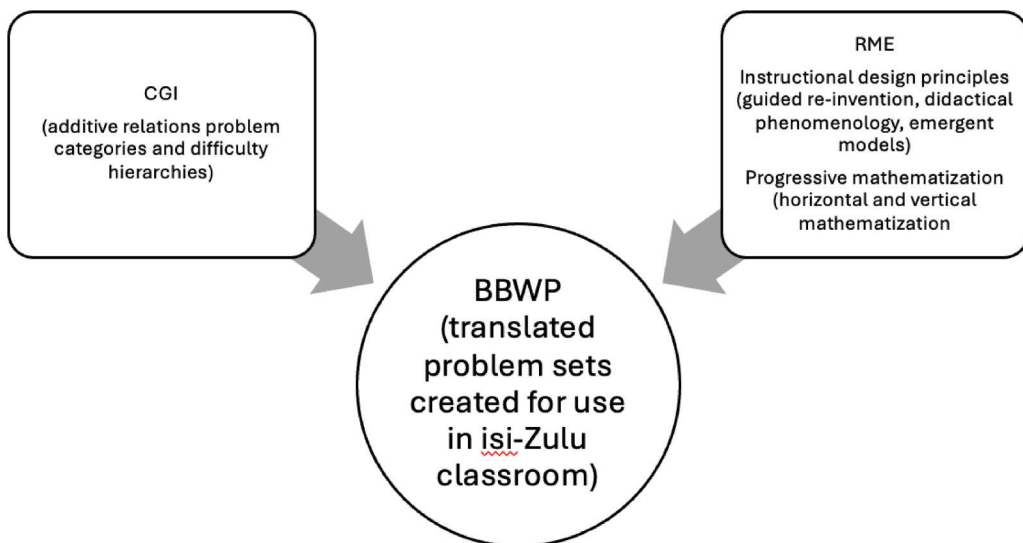 CGI
(additive relations problem
categories and difficulty
hierarchies)
RME
Instructional design principles
(guided re-invention, didactical
phenomenology, emergent
models)
Progressive mathematization
(horizontal and vertical
mathematization
BBWP
(translated
problem sets
created for use
in isi-Zulu
classroom)